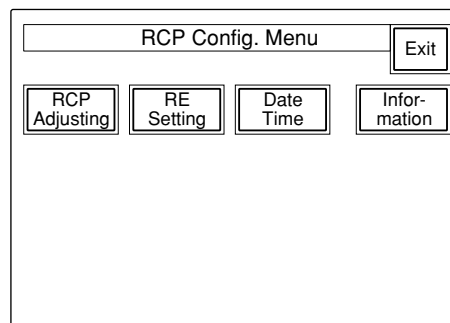 RCP Config. Menu
Exit
RCP
Adjusting
RE
Setting
Date
Time
Infor-
mation